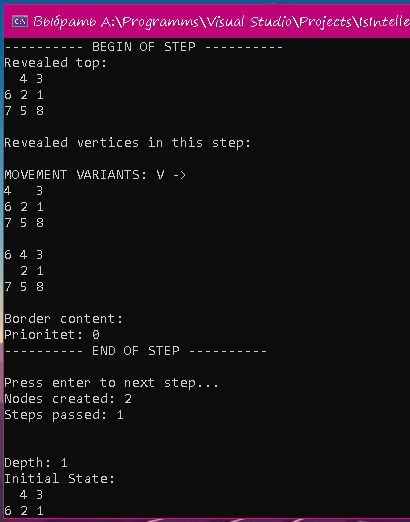 Выбрать A:\Programms\Visual Studio\Projects\IsIntelle
---------- BEGIN OF STEP ----------
Revealed top:
  4 3
6 2 1
7 5 8
Revealed vertices in this step:
MOVEMENT VARIANTS: V ->
4   3
6 2 1
7 5 8
6 4 3
  2 1
7 5 8
Border content:
Prioritet: 0
---------- END OF STEP ----------
Press enter to next step...
Nodes created: 2
Steps passed: 1
Depth: 1
Initial State:
  4 3
6 2 1